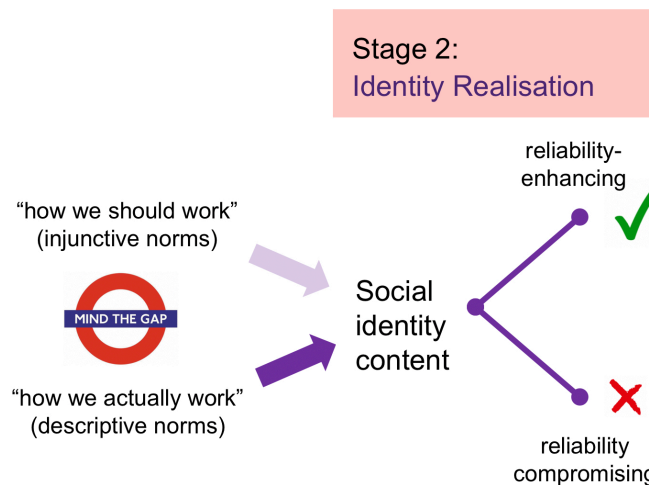 Stage 2:
Identity Realisation
reliability-
enhancing
“how we should work”
(injunctive norms)
MIND THE GAP
Social
identity
content
“how we actually work”
(descriptive norms)
reliability
compromising